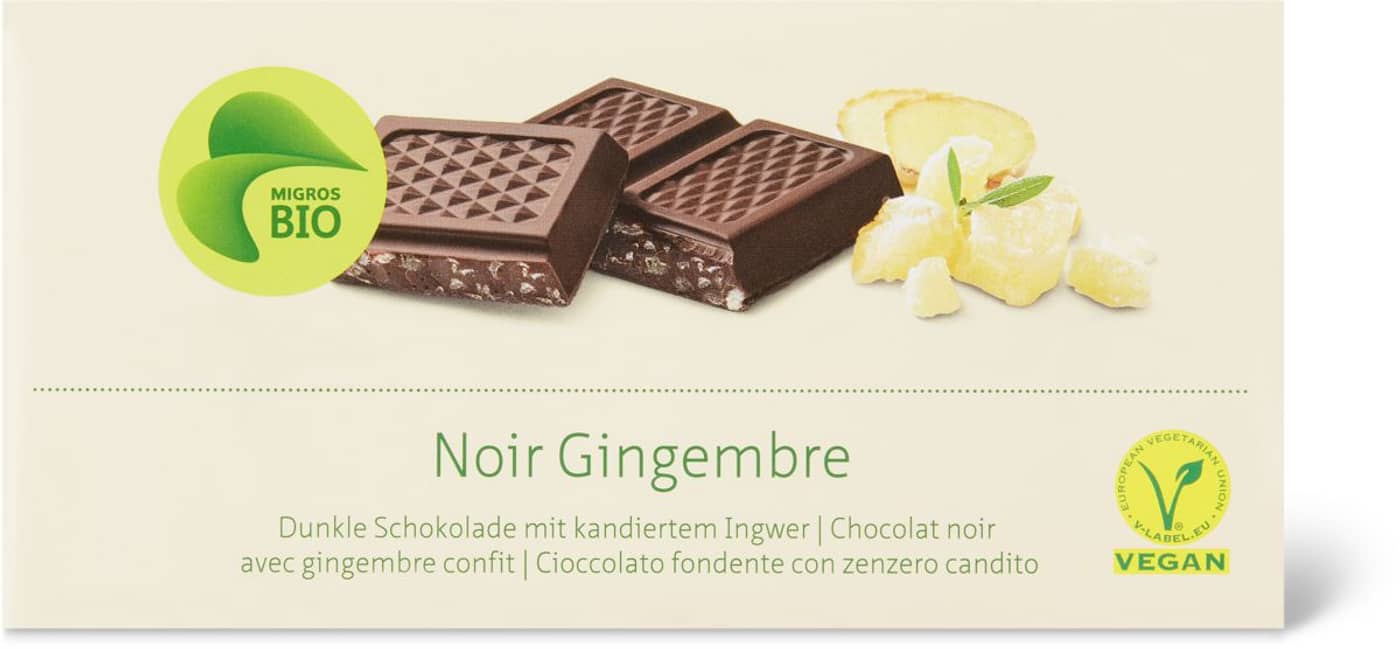 MIGROS
BIO
Noir Gingembre
Dunkle Schokolade mit kandiertem Ingwer | Chocolat noir
avec gingembre confit | Cioccolato fondente con zenzero candito
EUROPEAN VEGETARIAN UNION
V-LABEL.EU
®
VEGAN